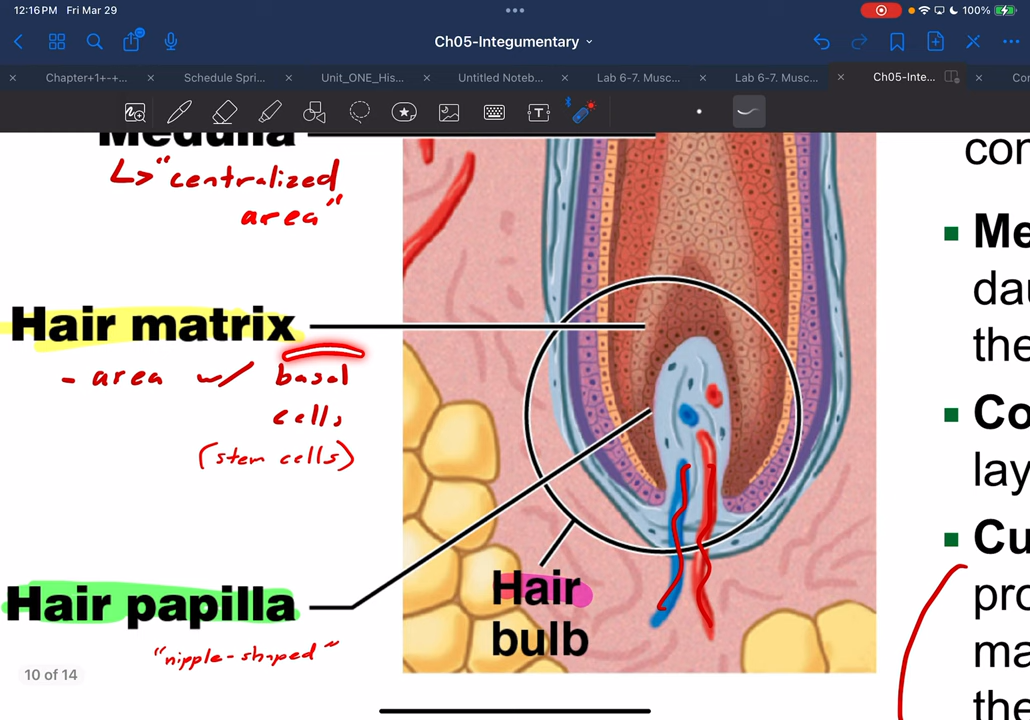 12:16 PM Fri Mar 29
100%
Ch05-Integumentary
Chapter+1+-+...
Schedule Spri...
Unit_ONE_His...
Untitled Noteb...
Lab 6-7. Musc...
Lab 6-7. Musc...
Ch05-Inte...
Cor
T
Medulla
↳ "centralized
area"
Hair matrix
- area w/ basal
cells
(stem cells)
Hair papilla
"nipple-shaped"
Hair
bulb
con
Me
dau
the
Co
lay
Cu
pro
ma
the
10 of 14